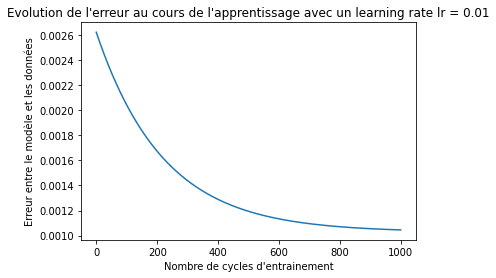 Evolution de l'erreur au cours de l'apprentissage avec un learning rate lr = 0.01
Erreur entre le modèle et les données
0.0026
0.0024
0.0022
0.0020
0.0018
0.0016
0.0014
0.0012
0.0010
0 200 400 600 800 1000
Nombre de cycles d'entrainement